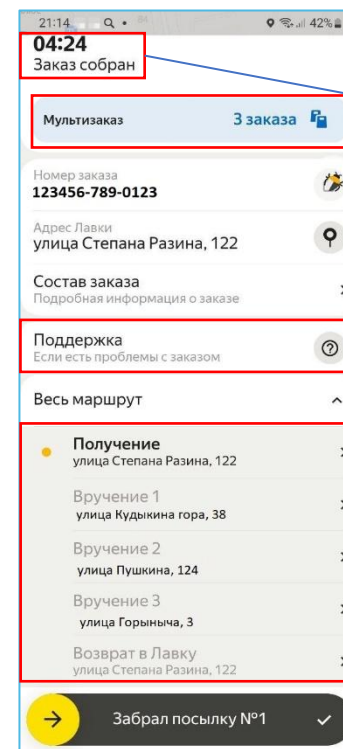 21:14
42%
04:24
Заказ собран
Мультизаказ 3 заказа
Номер заказа
123456-789-0123
Адрес Лавки
улица Степана Разина, 122
Состав заказа
Подробная информация о заказе
Поддержка
Если есть проблемы с заказом
Весь маршрут
Получение
улица Степана Разина, 122
Вручение 1
улица Кудыкина гора, 38
Вручение 2
улица Пушкина, 124
Вручение 3
улица Горыныча, 3
Возврат в Лавку
улица Степана Разина, 122
Забрал посылку №1